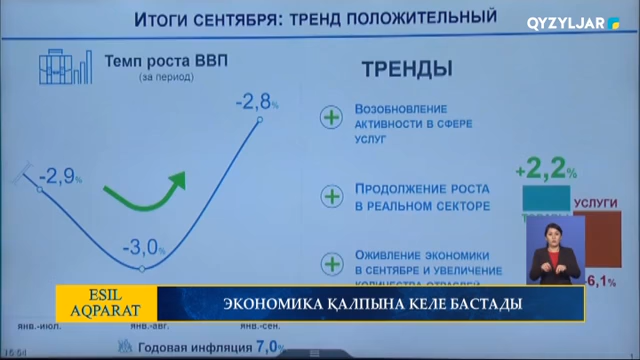 ИТОГИ СЕНТЯБРЯ: ТРЕНД ПОЛОЖИТЕЛЬНЫЙ
QYZYLJAR
Темп роста ВВП
(за период)
-2,9%
-3,0%
-2,8%
ТРЕНДЫ
ВОЗОБНОВЛЕНИЕ
АКТИВНОСТИ В СФЕРЕ
УСЛУГ
ПРОДОЛЖЕНИЕ РОСТА
В РЕАЛЬНОМ СЕКТОРЕ
ОЖИВЛЕНИЕ ЭКОНОМИКИ
В СЕНТЯБРЕ И УВЕЛИЧЕНИЕ
КОЛИЧЕСТВА ОТРАСЛЕЙ
+2,2%
УСЛУГИ
-6,1%
ESIL
AQPARAT
ЭКОНОМИКА ҚАЛПЫНА КЕЛЕ БАСТАДЫ
янв.-июл.
янв.-авг.
янв.-сен.
Годовая инфляция 7,0%